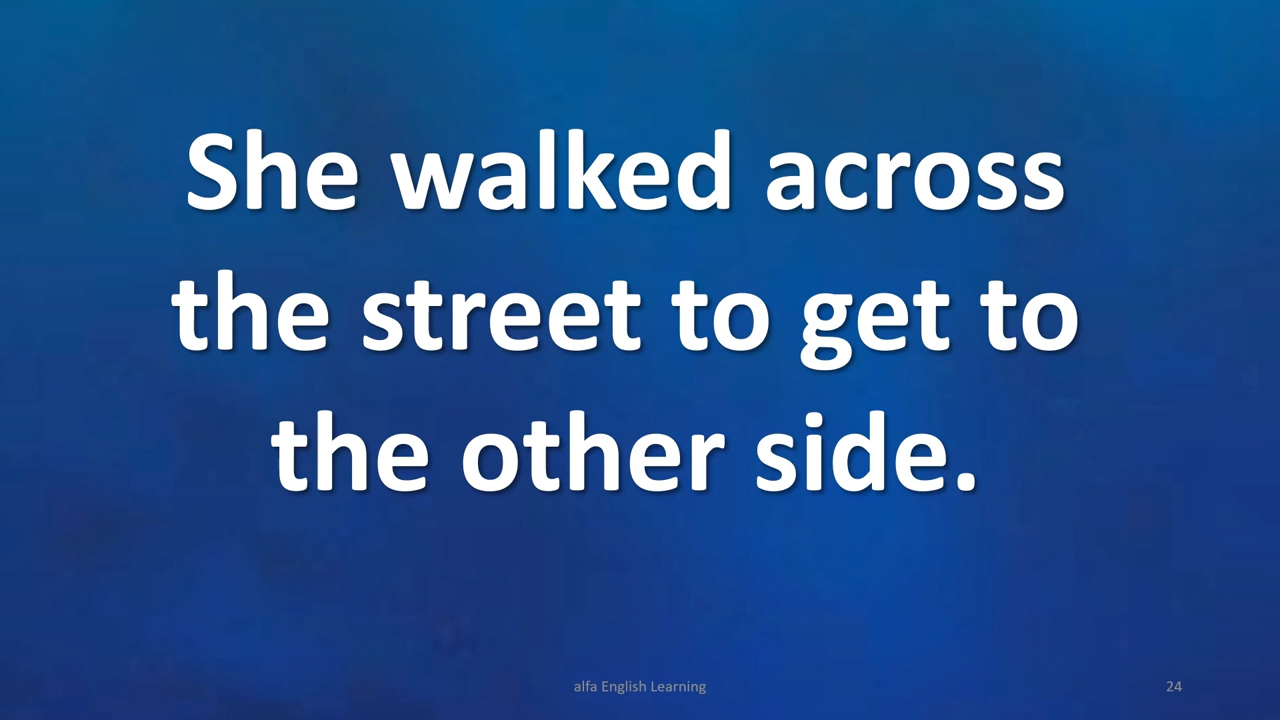 She walked across
the street to get to
the other side.
alfa English Learning
24